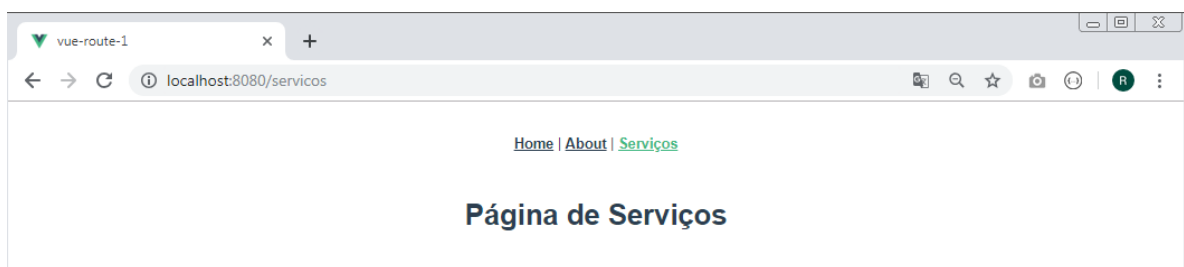 vue-route-1
localhost:8080/servicos
R
Home | About | Serviços
Página de Serviços